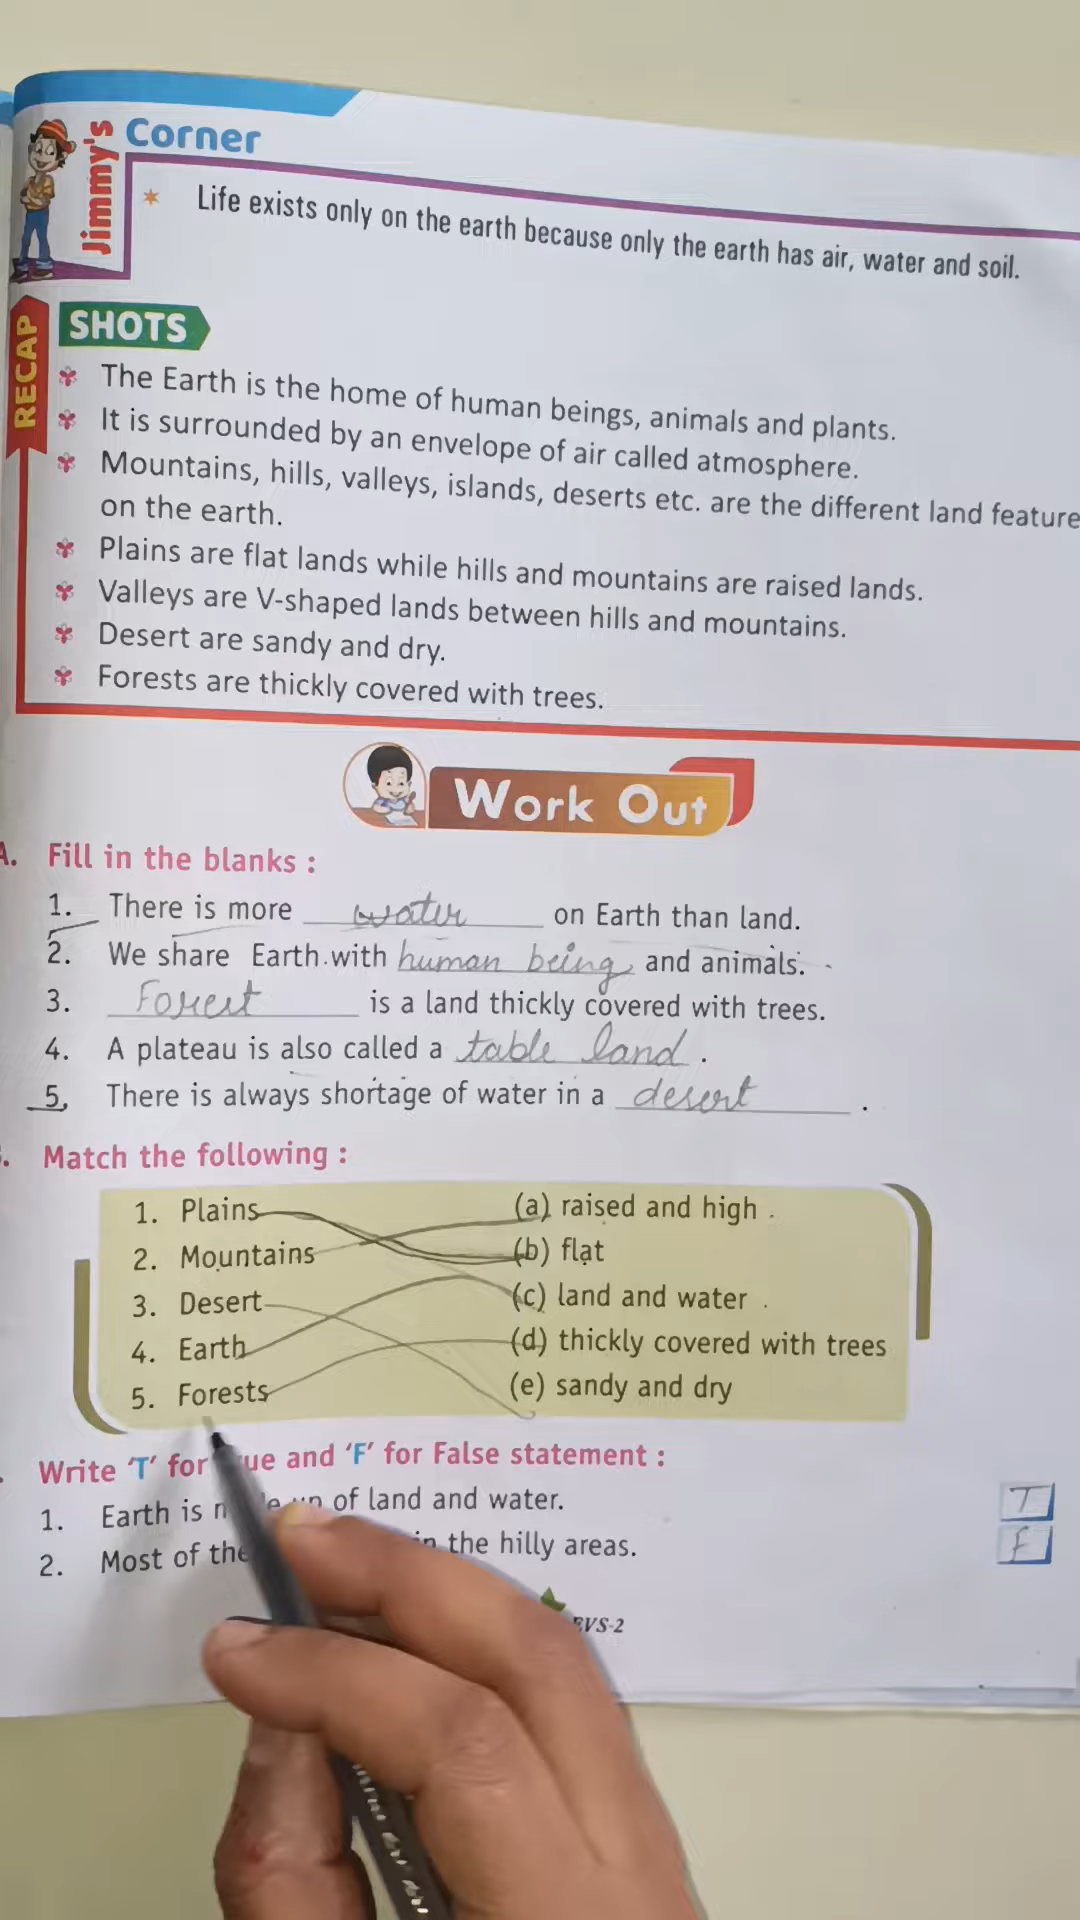 Jimmy's Corner
Life exists only on the earth because only the earth has air, water and soil.
RECAP
SHOTS
The Earth is the home of human beings, animals and plants.
It is surrounded by an envelope of air called atmosphere.
Mountains, hills, valleys, islands, deserts etc. are the different land feature
on the earth.
Plains are flat lands while hills and mountains are raised lands.
Valleys are V-shaped lands between hills and mountains.
Desert are sandy and dry.
Forests are thickly covered with trees.
Work Out
A. Fill in the blanks :
1. There is more water on Earth than land.
2. We share Earth with human being and animals.
3. Forest is a land thickly covered with trees.
4. A plateau is also called a table land.
5. There is always shortage of water in a desert.
Match the following :
1. Plains (a) raised and high
2. Mountains (b) flat
3. Desert (c) land and water
4. Earth (d) thickly covered with trees
5. Forests (e) sandy and dry
Write 'T' for and 'F' for False statement :
1. Earth is of land and water. T
2. Most of the in the hilly areas. F
EVS-2